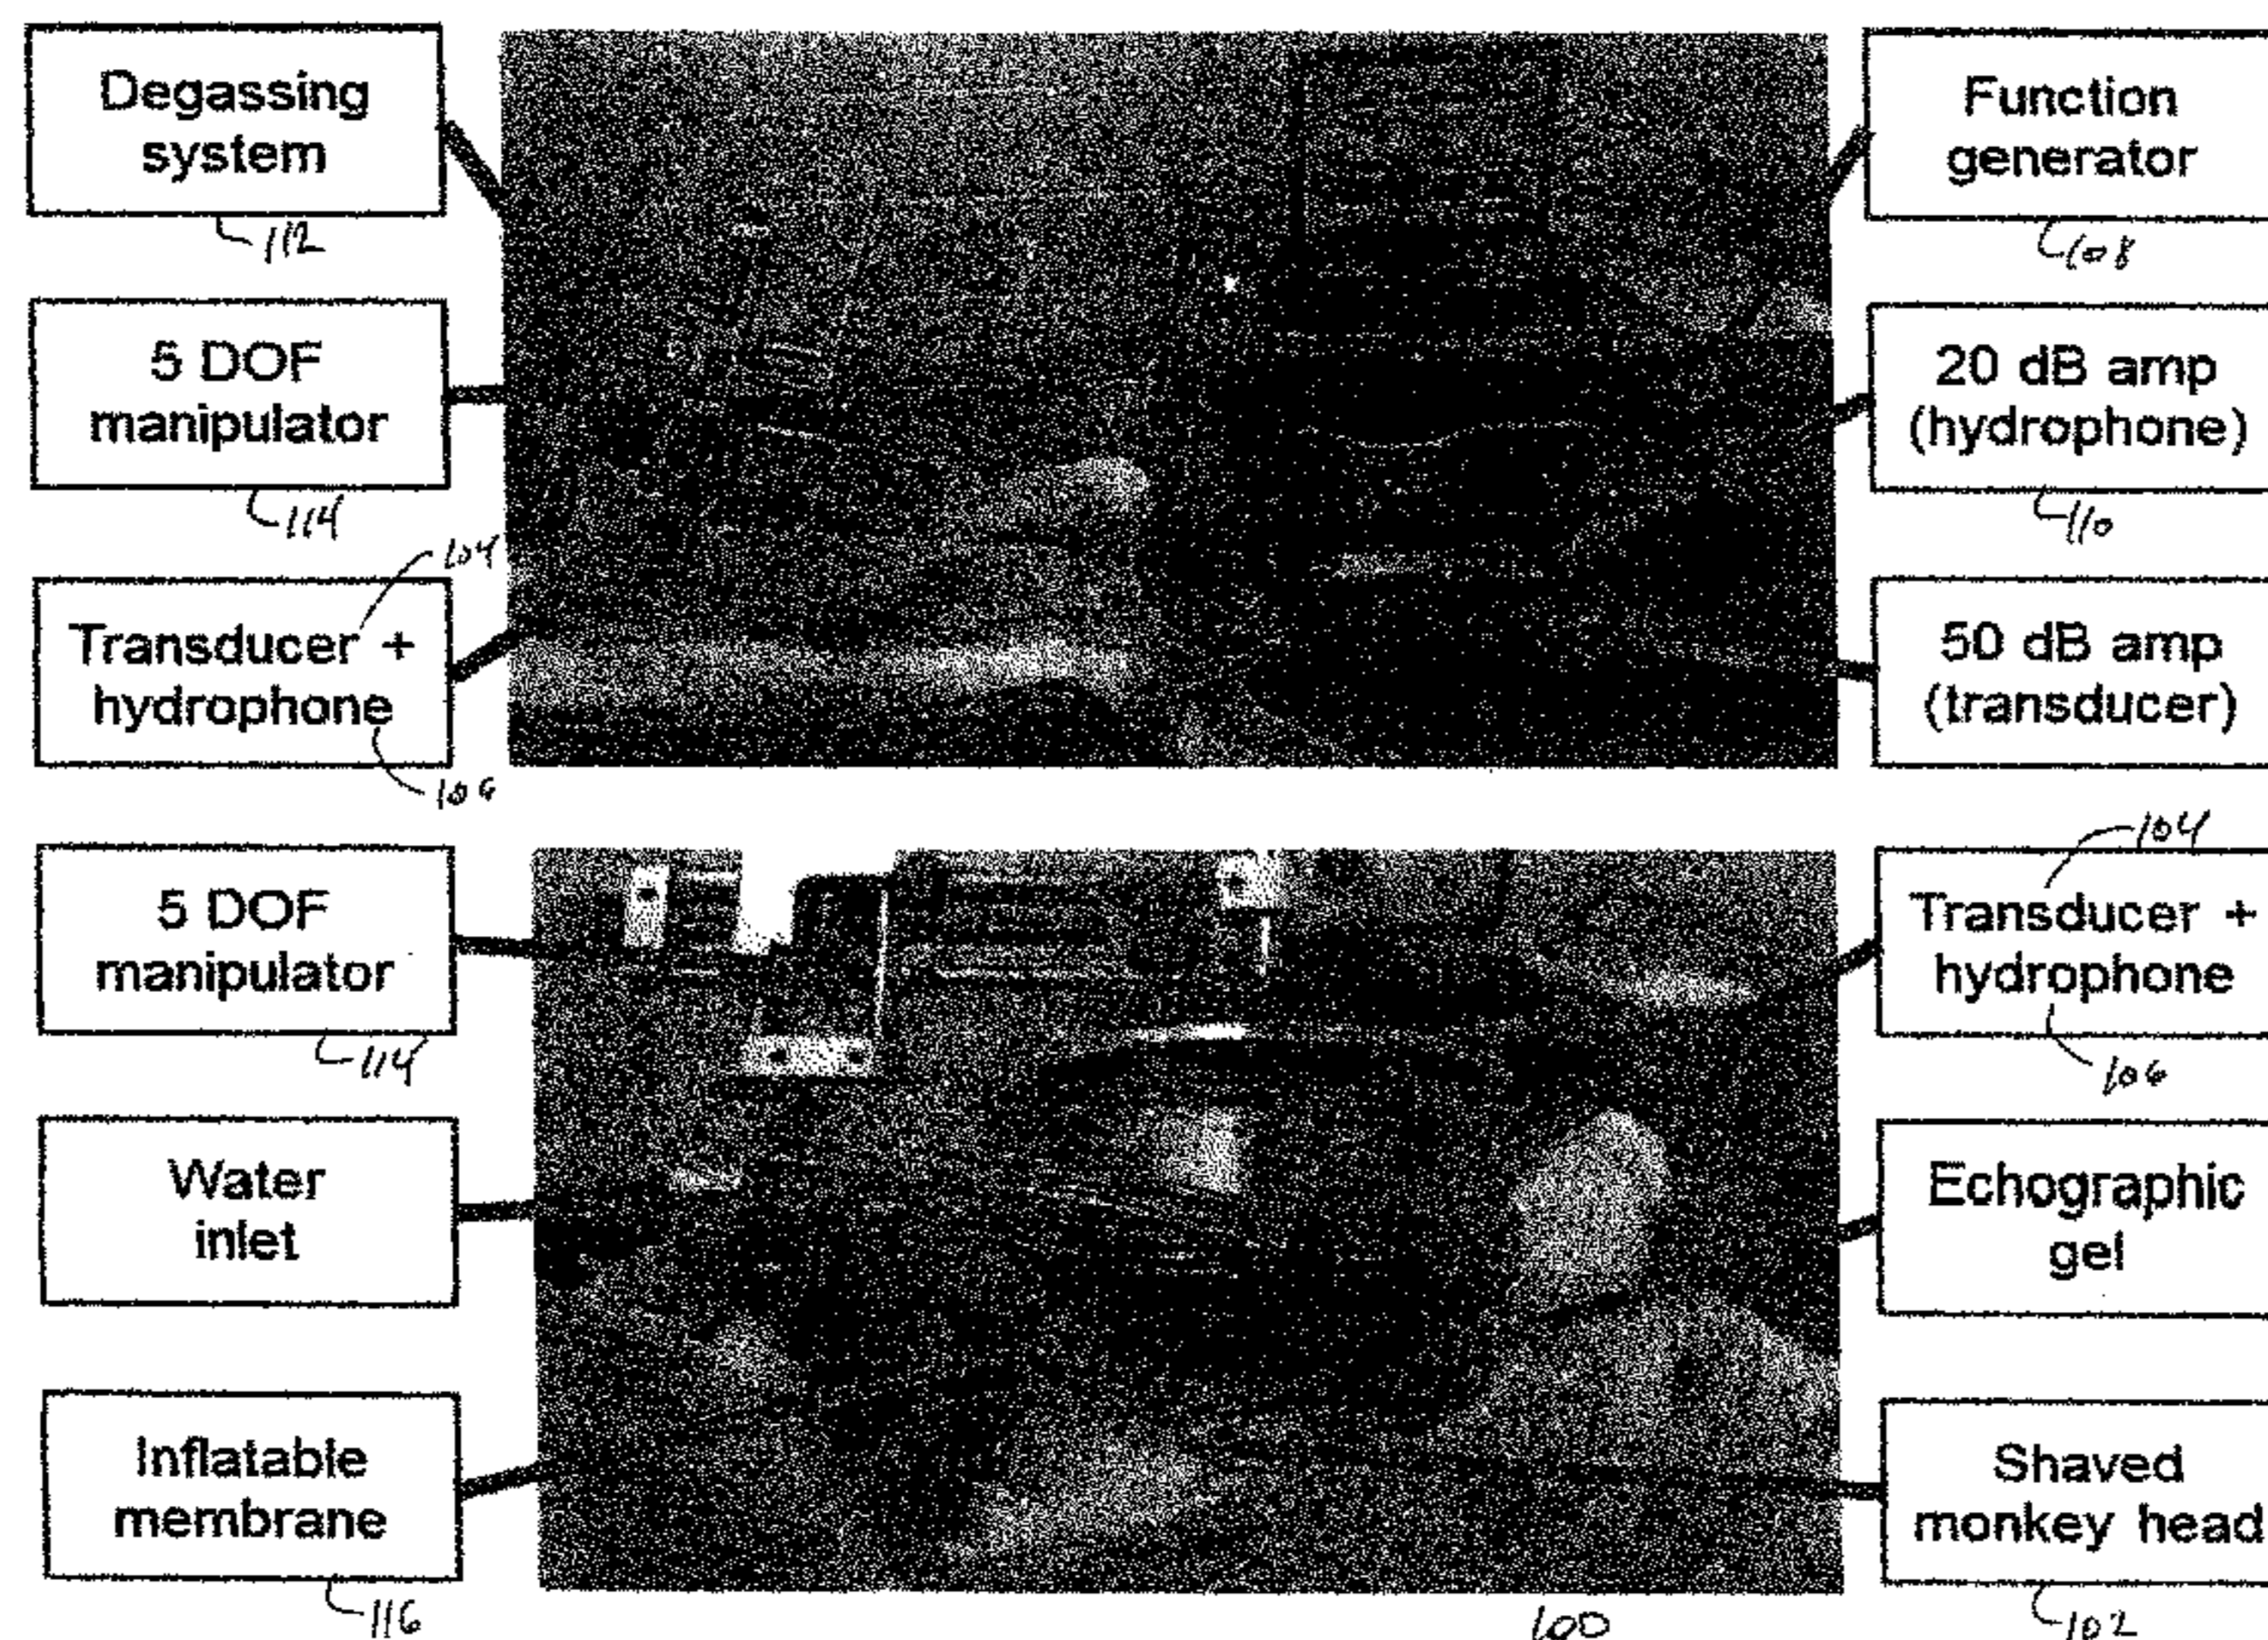 Degassing
system
112
5 DOF
manipulator
114
104
Transducer +
hydrophone
106
Function
generator
108
20 dB amp
(hydrophone)
110
50 dB amp
(transducer)
5 DOF
manipulator
114
Water
inlet
Inflatable
membrane
116
104
Transducer +
hydrophone
106
Echographic
gel
Shaved
monkey head
102
100